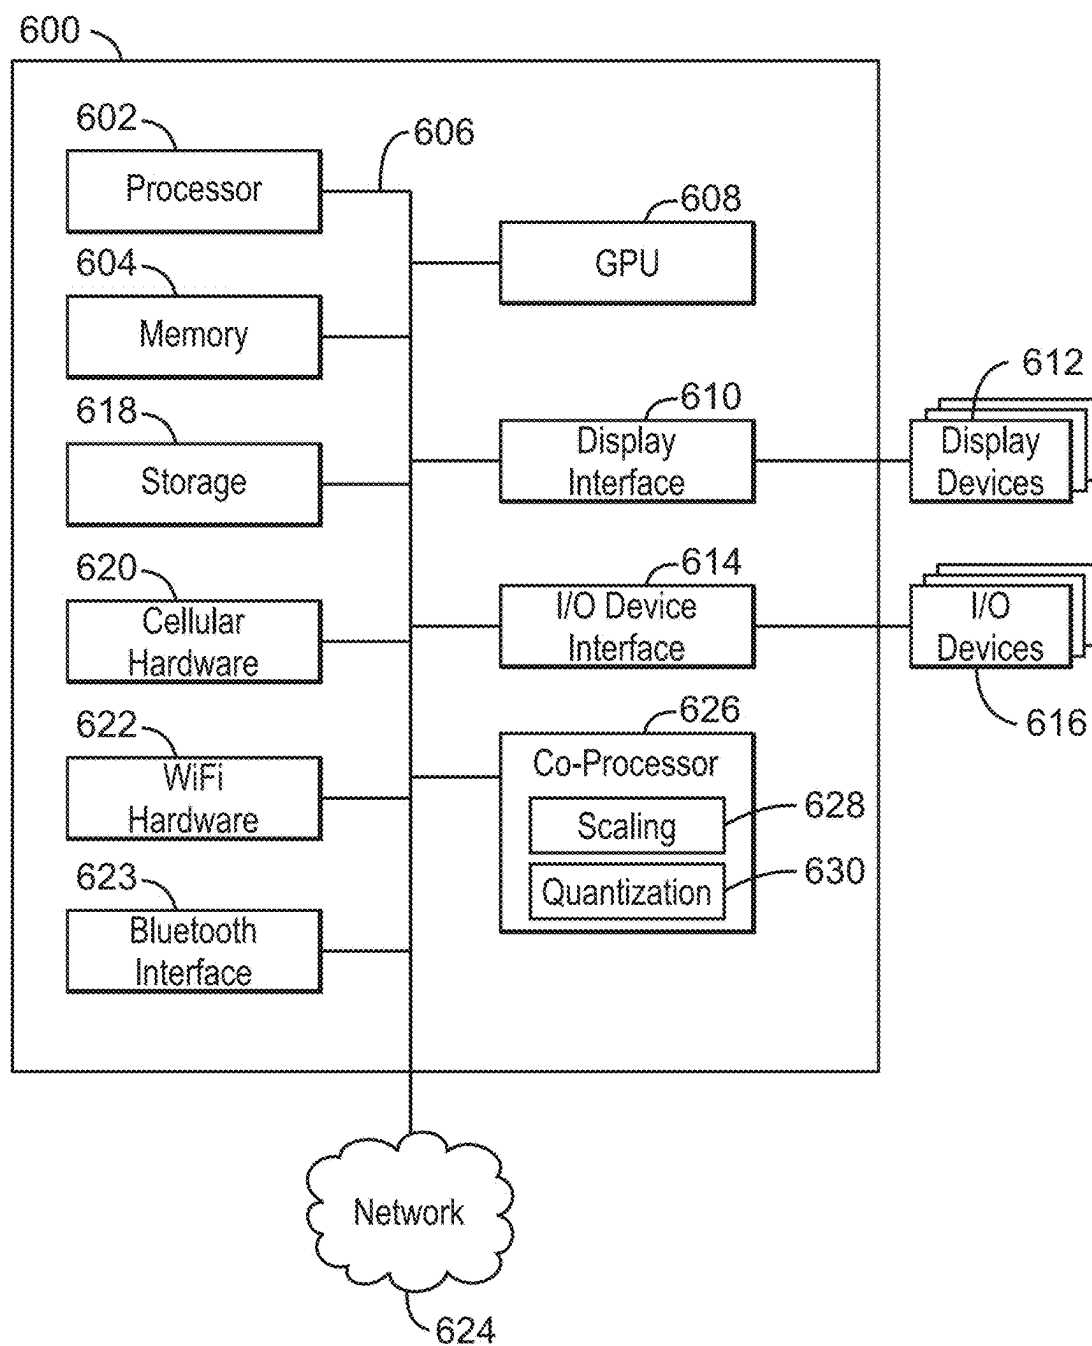 600
602
606
Processor
608
GPU
604
Memory
612
618
610
Display
Interface
Display
Devices
Storage
620
614
Cellular
Hardware
I/O Device
Interface
I/O
Devices
616
622
626
WiFi
Hardware
Co-Processor
Scaling
628
623
Quantization
630
Bluetooth
Interface
Network
624